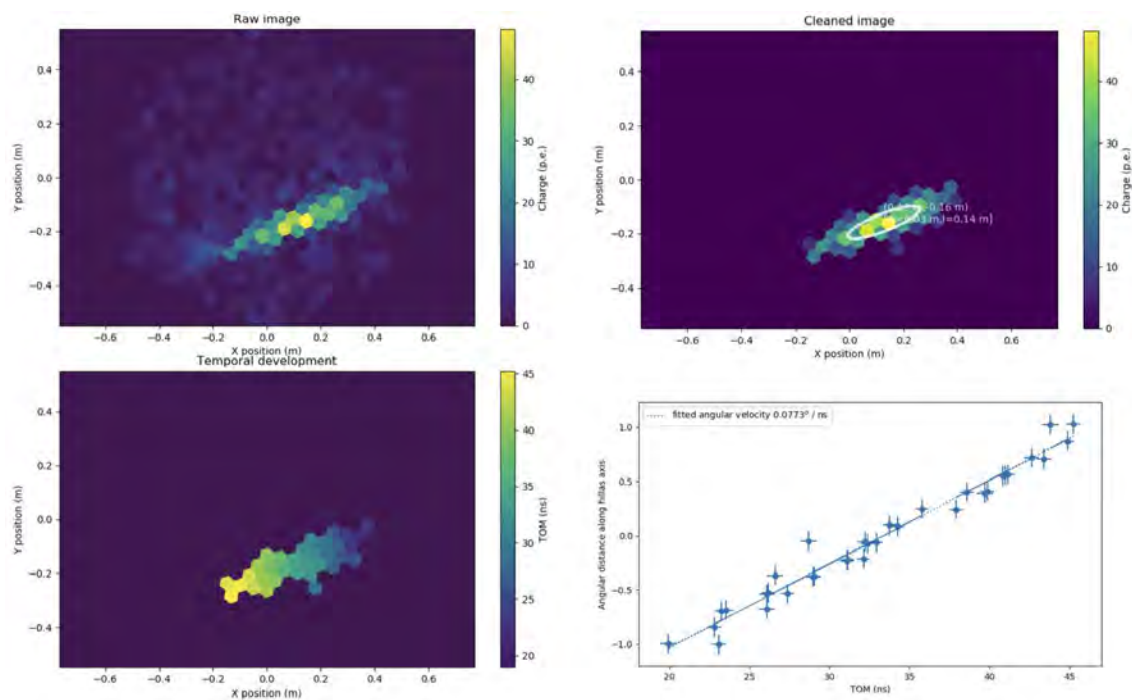 Raw image
0.4
0.2
0.0
−0.2
−0.4
Y position (m)
−0.6 −0.4 −0.2 0.0 0.2 0.4 0.6
X position (m)
40
30
20
10
0
Charge (p.e.)
Cleaned image
0.4
0.2
0.0
−0.2
−0.4
Y position (m)
−0.6 −0.4 −0.2 0.0 0.2 0.4 0.6
X position (m)
0.16 m)
m,l=0.14 m]
40
30
20
10
0
Charge (p.e.)
Temporal development
0.4
0.2
0.0
−0.2
−0.4
Y position (m)
−0.6 −0.4 −0.2 0.0 0.2 0.4 0.6
X position (m)
45
40
35
30
25
20
TOM (ns)
fitted angular velocity 0.0773° / ns
1.0
0.5
0.0
−0.5
−1.0
Angular distance along hillas axis
20 25 30 35 40 45
TOM (ns)